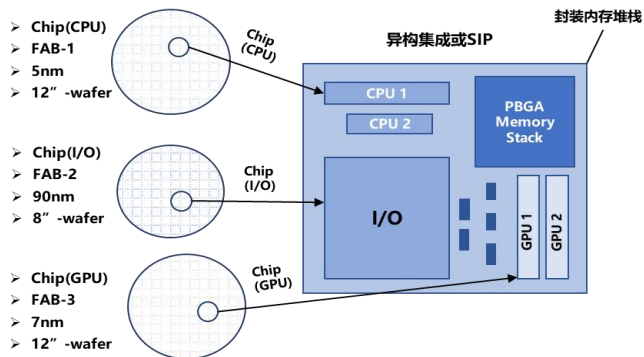 封装内存堆栈
异构集成或SIP
➢ Chip(CPU)
➢ FAB-1
➢ 5nm
➢ 12”-wafer
Chip
(CPU)
CPU 1
CPU 2
PBGA
Memory
Stack
➢ Chip(I/O)
➢ FAB-2
➢ 90nm
➢ 8”-wafer
Chip
(I/O)
I/O
GPU 1
GPU 2
➢ Chip(GPU)
➢ FAB-3
➢ 7nm
➢ 12”-wafer
Chip
(GPU)